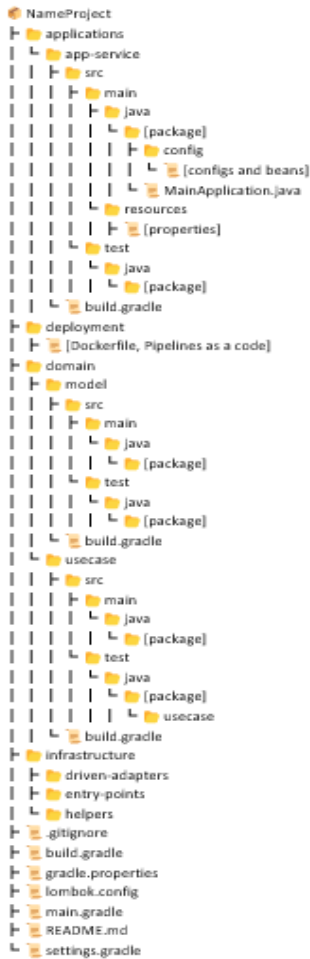 NameProject
applications
app-service
src
main
java
[package]
config
[configs and beans]
MainApplication.java
resources
[properties]
test
java
[package]
build.gradle
deployment
[Dockerfile, Pipelines as a code]
domain
model
src
main
java
[package]
test
java
[package]
build.gradle
usecase
src
main
java
[package]
test
java
[package]
usecase
build.gradle
infrastructure
driven-adapters
entry-points
helpers
.gitignore
build.gradle
gradle.properties
lombok.config
main.gradle
README.md
settings.gradle